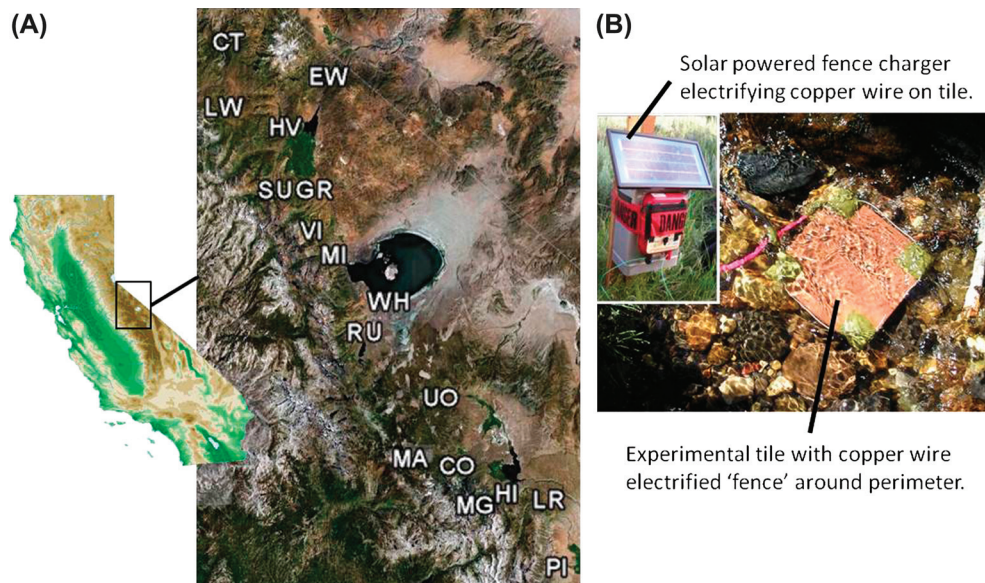 (A)
CT
EW
LW
HV
SUGR
VI
MI
WH
RU
UO
MA
CO
MG
HI
LR
PI
(B)
Solar powered fence charger
electrifying copper wire on tile.
DANGER
DANG
Experimental tile with copper wire
electrified ‘fence’ around perimeter.